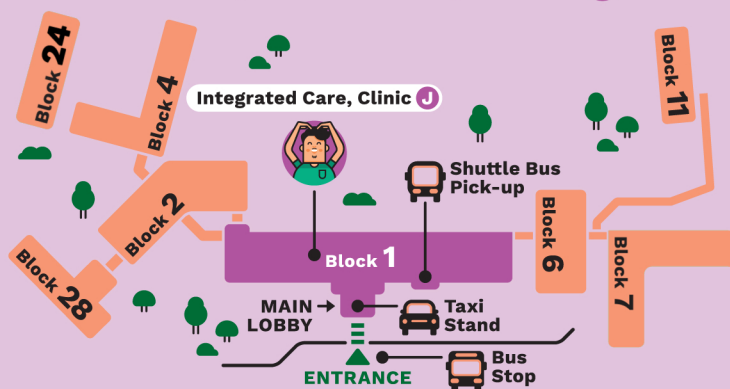 Block 24
Block 4
Block 11
Integrated Care, Clinic J
Shuttle Bus
Pick-up
Block 2
Block 1
Block 6
Block 7
Block 28
MAIN
LOBBY
Taxi
Stand
ENTRANCE
Bus
Stop